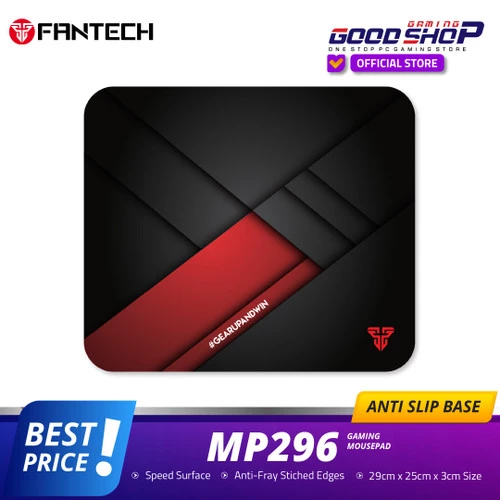 FANTECH
GAMING
GOOD SHOP
ONE STOP PC GAMING STORE
OFFICIAL STORE
#GEARUPANDWIN
ANTI SLIP BASE
BEST
PRICE!
MP296
GAMING
MOUSEPAD
Speed Surface • Anti-Fray Stiched Edges • 29cm x 25cm x 3cm Size